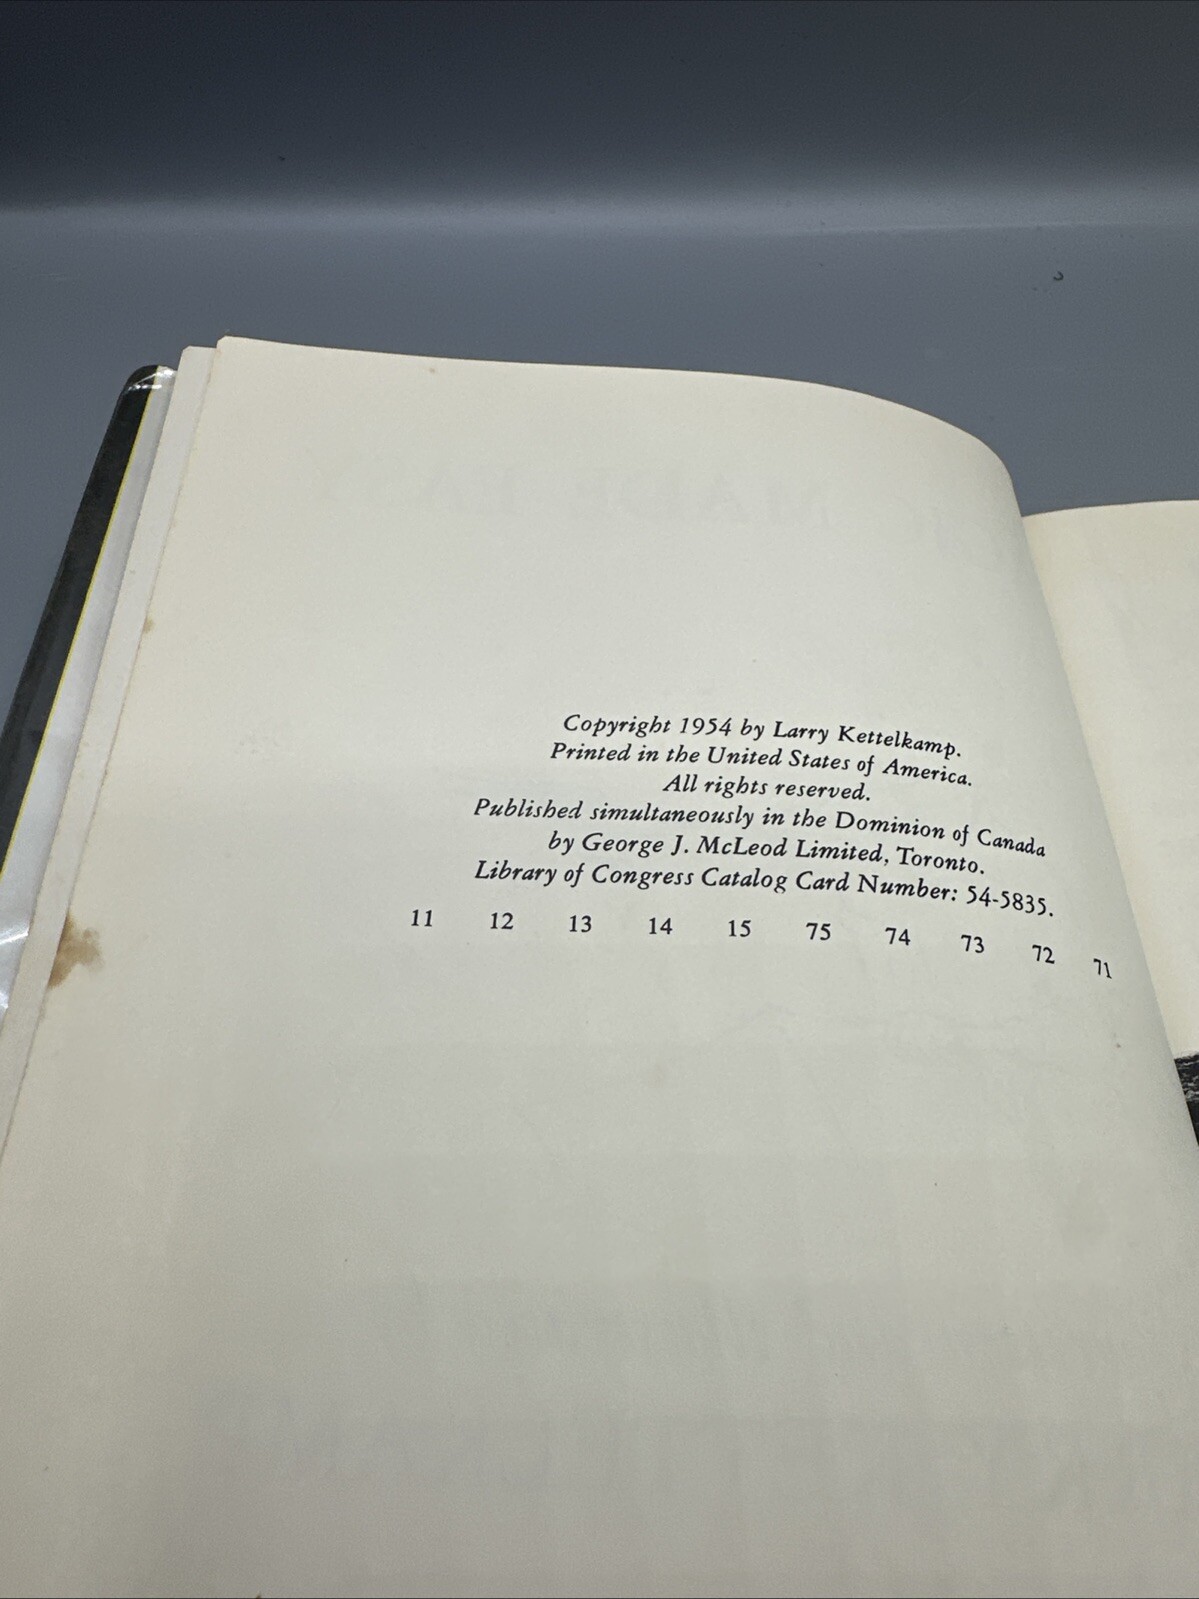 Copyright 1954 by Larry Kettelkamp.
Printed in the United States of America.
All rights reserved.
Published simultaneously in the Dominion of Canada
by George J. McLeod Limited, Toronto.
Library of Congress Catalog Card Number: 54-5835.
11 12 13 14 15 75 74 73 72 71